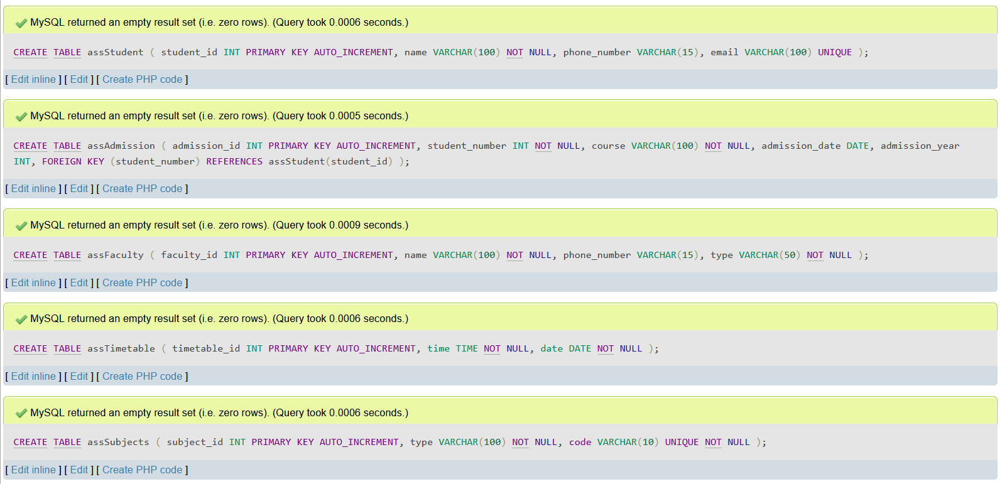 MySQL returned an empty result set (i.e. zero rows). (Query took 0.0006 seconds.)
CREATE TABLE assStudent ( student_id INT PRIMARY KEY AUTO_INCREMENT, name VARCHAR(100) NOT NULL, phone_number VARCHAR(15), email VARCHAR(100) UNIQUE );
[ Edit inline ] [ Edit ] [ Create PHP code ]
MySQL returned an empty result set (i.e. zero rows). (Query took 0.0005 seconds.)
CREATE TABLE assAdmission ( admission_id INT PRIMARY KEY AUTO_INCREMENT, student_number INT NOT NULL, course VARCHAR(100) NOT NULL, admission_date DATE, admission_year
INT, FOREIGN KEY (student_number) REFERENCES assStudent(student_id) );
[ Edit inline ] [ Edit ] [ Create PHP code ]
MySQL returned an empty result set (i.e. zero rows). (Query took 0.0009 seconds.)
CREATE TABLE assFaculty ( faculty_id INT PRIMARY KEY AUTO_INCREMENT, name VARCHAR(100) NOT NULL, phone_number VARCHAR(15), type VARCHAR(50) NOT NULL );
[ Edit inline ] [ Edit ] [ Create PHP code ]
MySQL returned an empty result set (i.e. zero rows). (Query took 0.0006 seconds.)
CREATE TABLE assTimetable ( timetable_id INT PRIMARY KEY AUTO_INCREMENT, time TIME NOT NULL, date DATE NOT NULL );
[ Edit inline ] [ Edit ] [ Create PHP code ]
MySQL returned an empty result set (i.e. zero rows). (Query took 0.0006 seconds.)
CREATE TABLE assSubjects ( subject_id INT PRIMARY KEY AUTO_INCREMENT, type VARCHAR(100) NOT NULL, code VARCHAR(10) UNIQUE NOT NULL );
[ Edit inline ] [ Edit ] [ Create PHP code ]